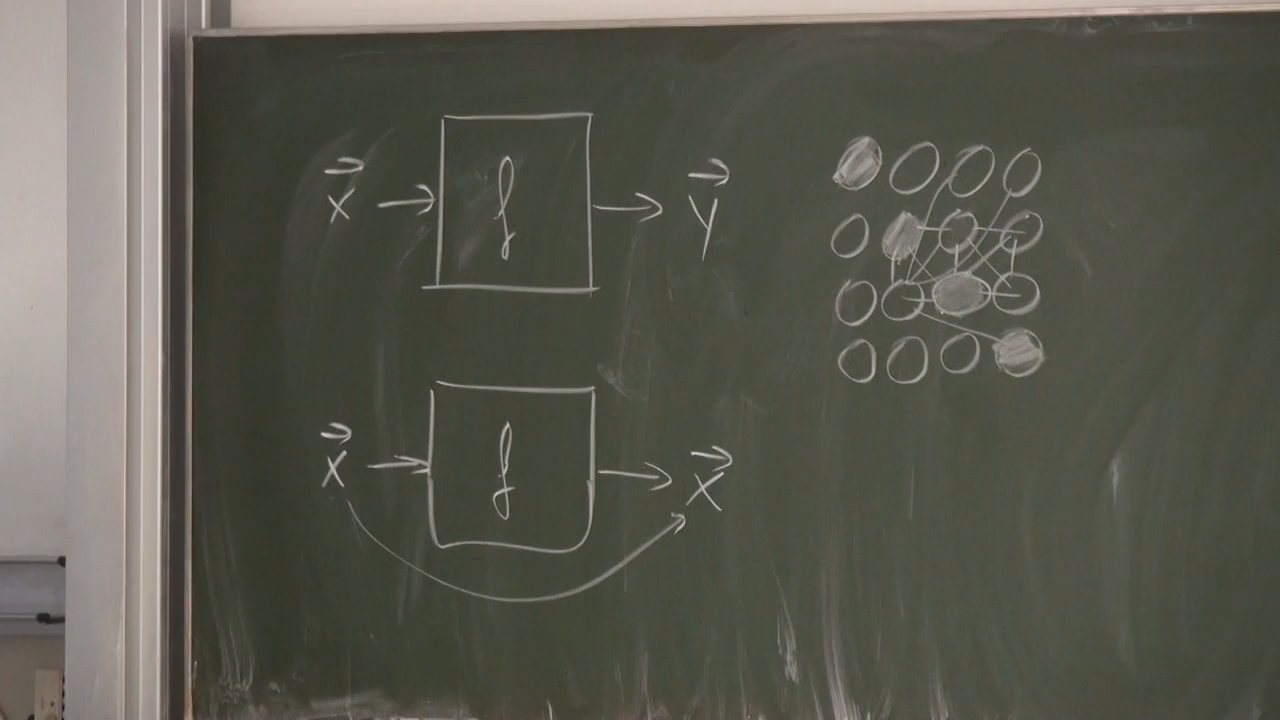 x⃗ → f → y⃗
x⃗ → f → x⃗